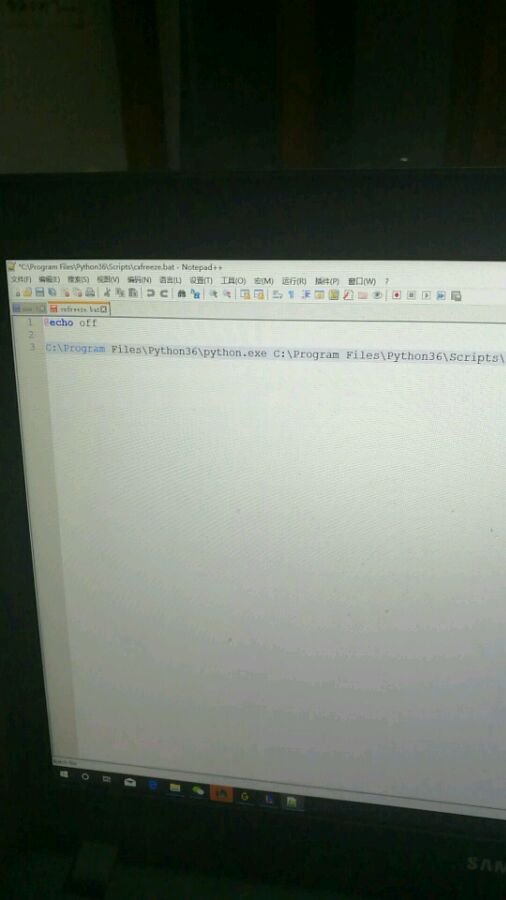 *C:\Program Files\Python36\Scripts\cxfreeze.bat - Notepad++
文件(F) 编辑(E) 搜索(S) 视图(V) 编码(N) 语言(L) 设置(T) 工具(O) 宏(M) 运行(R) 插件(P) 窗口(W) ?
cxfreeze.bat
1 @echo off
2
3 C:\Program Files\Python36\python.exe C:\Program Files\Python36\Scripts\
SAM